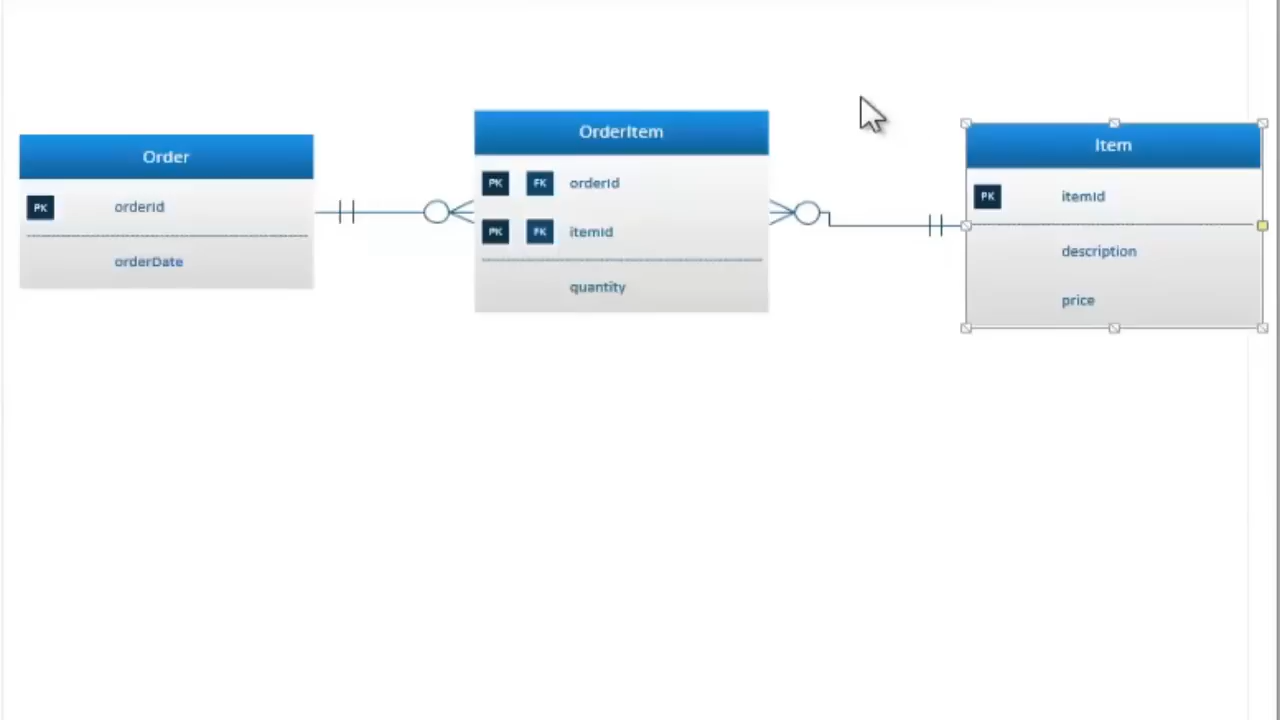 Order
PK orderId
orderDate
OrderItem
PK FK orderId
PK FK itemId
quantity
Item
PK itemId
description
price